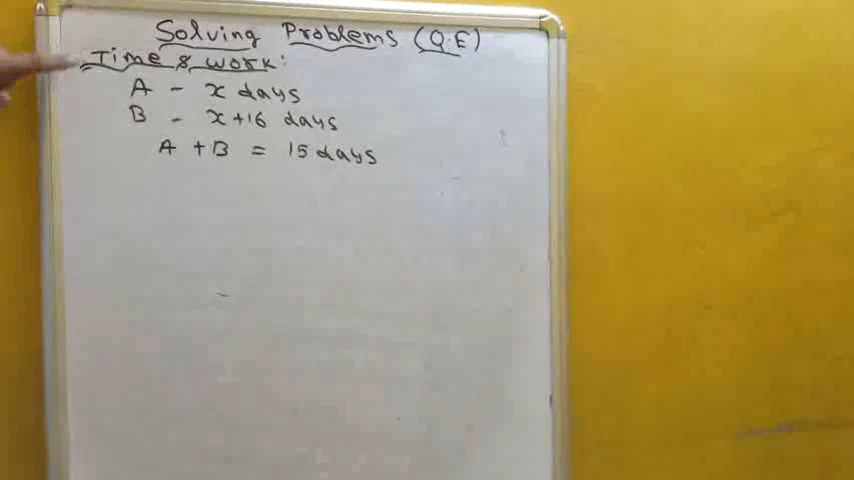 Solving Problems (Q.E)
Time & work:
A - x days
B - x+16 days
A + B = 15 days